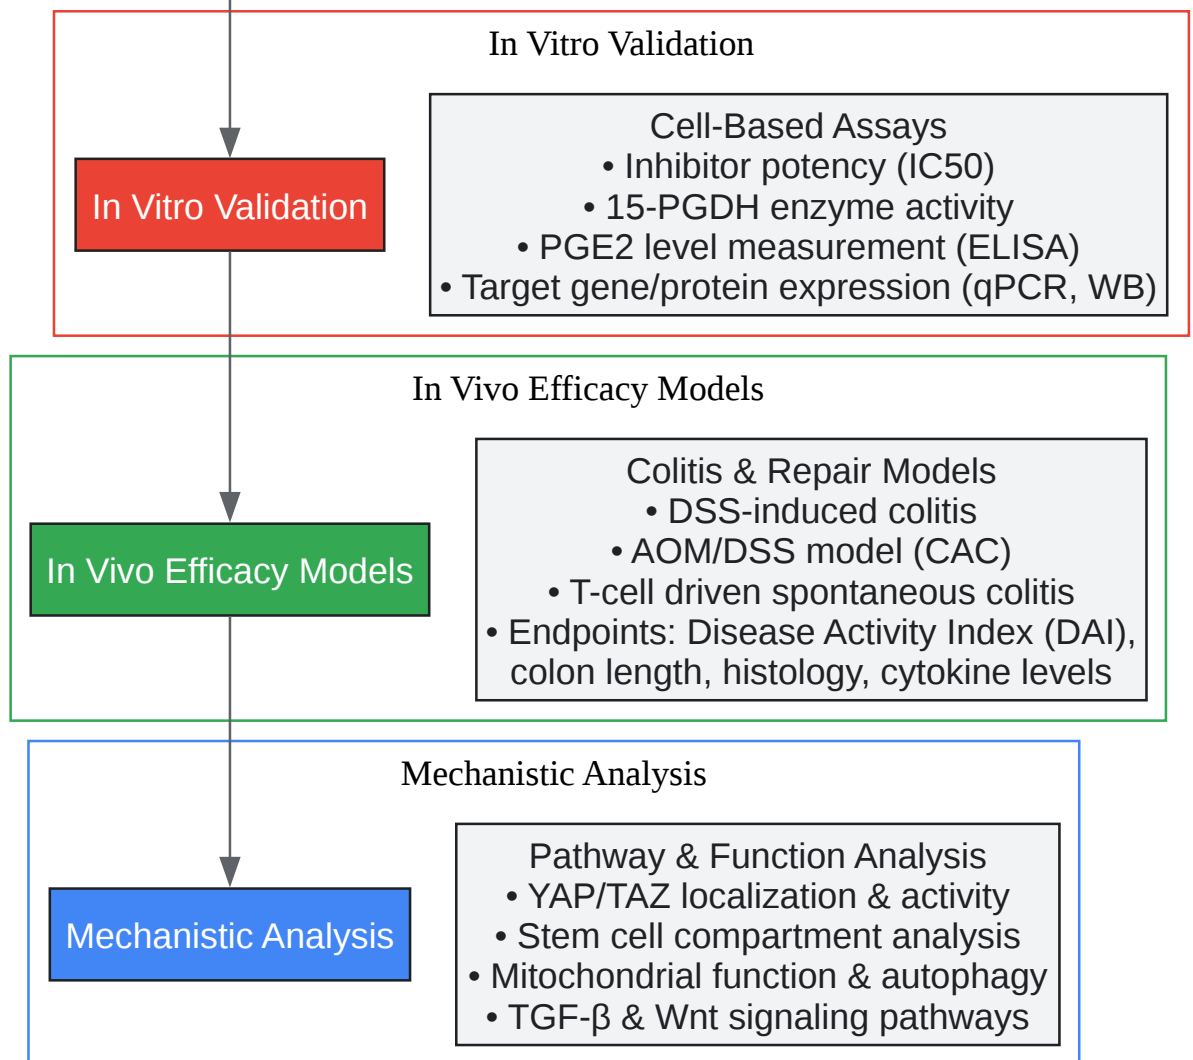 In Vitro Validation
Cell-Based Assays
• Inhibitor potency (IC50)
• 15-PGDH enzyme activity
• PGE2 level measurement (ELISA)
• Target gene/protein expression (qPCR, WB)
In Vitro Validation
In Vivo Efficacy Models
Colitis & Repair Models
• DSS-induced colitis
• AOM/DSS model (CAC)
• T-cell driven spontaneous colitis
• Endpoints: Disease Activity Index (DAI),
colon length, histology, cytokine levels
In Vivo Efficacy Models
Mechanistic Analysis
Pathway & Function Analysis
• YAP/TAZ localization & activity
• Stem cell compartment analysis
• Mitochondrial function & autophagy
• TGF-β & Wnt signaling pathways
Mechanistic Analysis